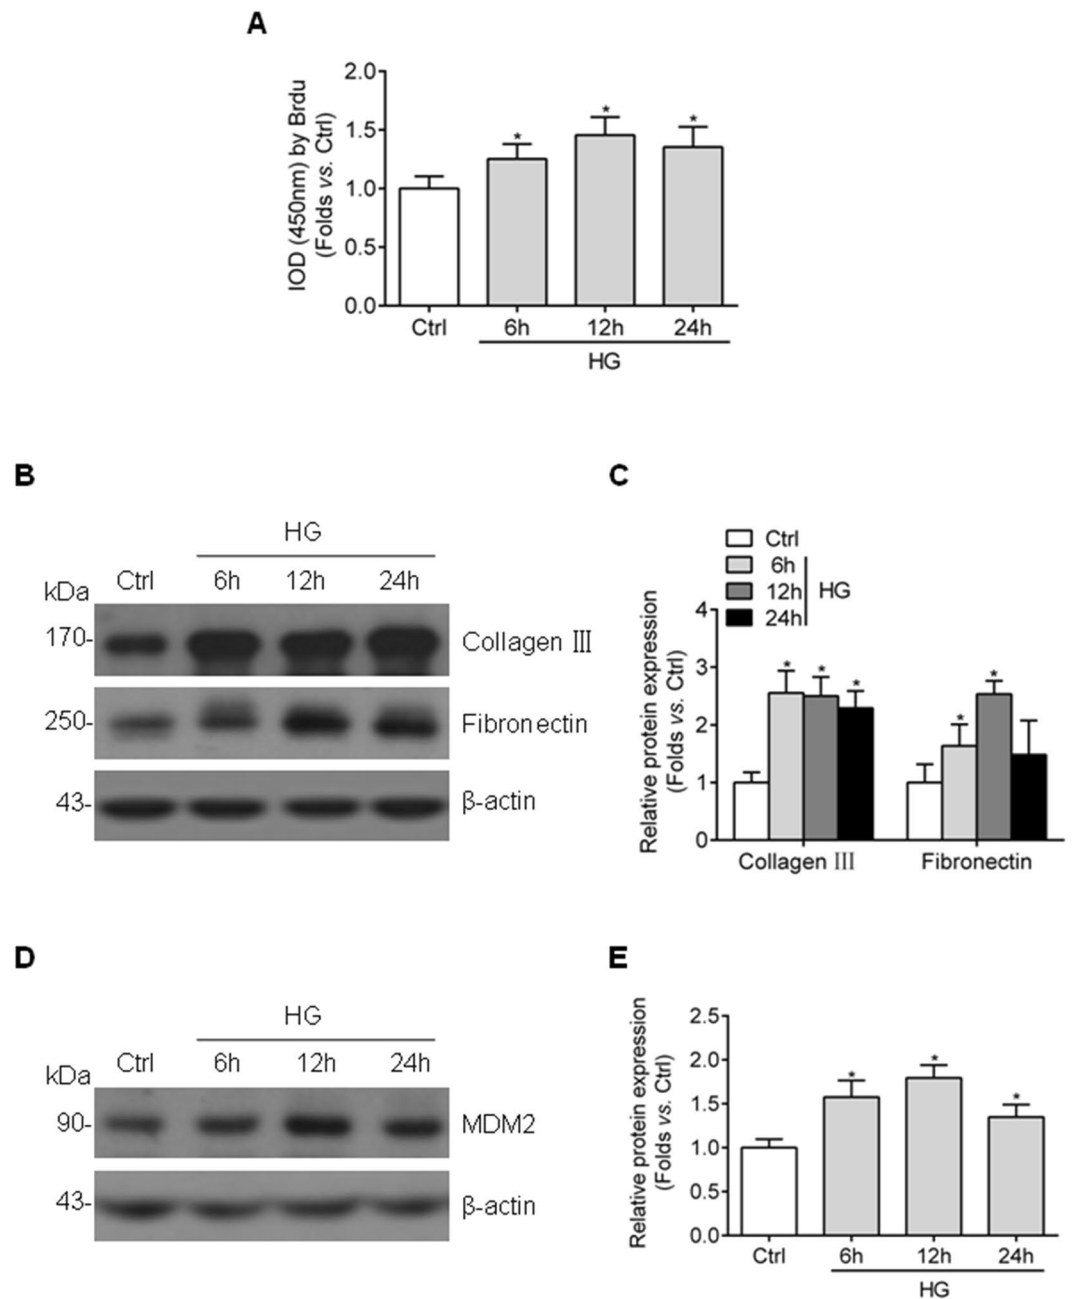 A
IOD (450nm) by Brdu
(Folds vs. Ctrl)
2.0
1.5
1.0
0.5
0.0
* * *
Ctrl 6h 12h 24h
HG
B
HG
kDa Ctrl 6h 12h 24h
170- Collagen III
250- Fibronectin
43- β-actin
C
Ctrl
6h
12h HG
24h
Relative protein expression
(Folds vs. Ctrl)
4
3
2
1
0
* * * * *
Collagen III Fibronectin
D
HG
kDa Ctrl 6h 12h 24h
90- MDM2
43- β-actin
E
Relative protein expression
(Folds vs. Ctrl)
2.5
2.0
1.5
1.0
0.5
0.0
* * *
Ctrl 6h 12h 24h
HG